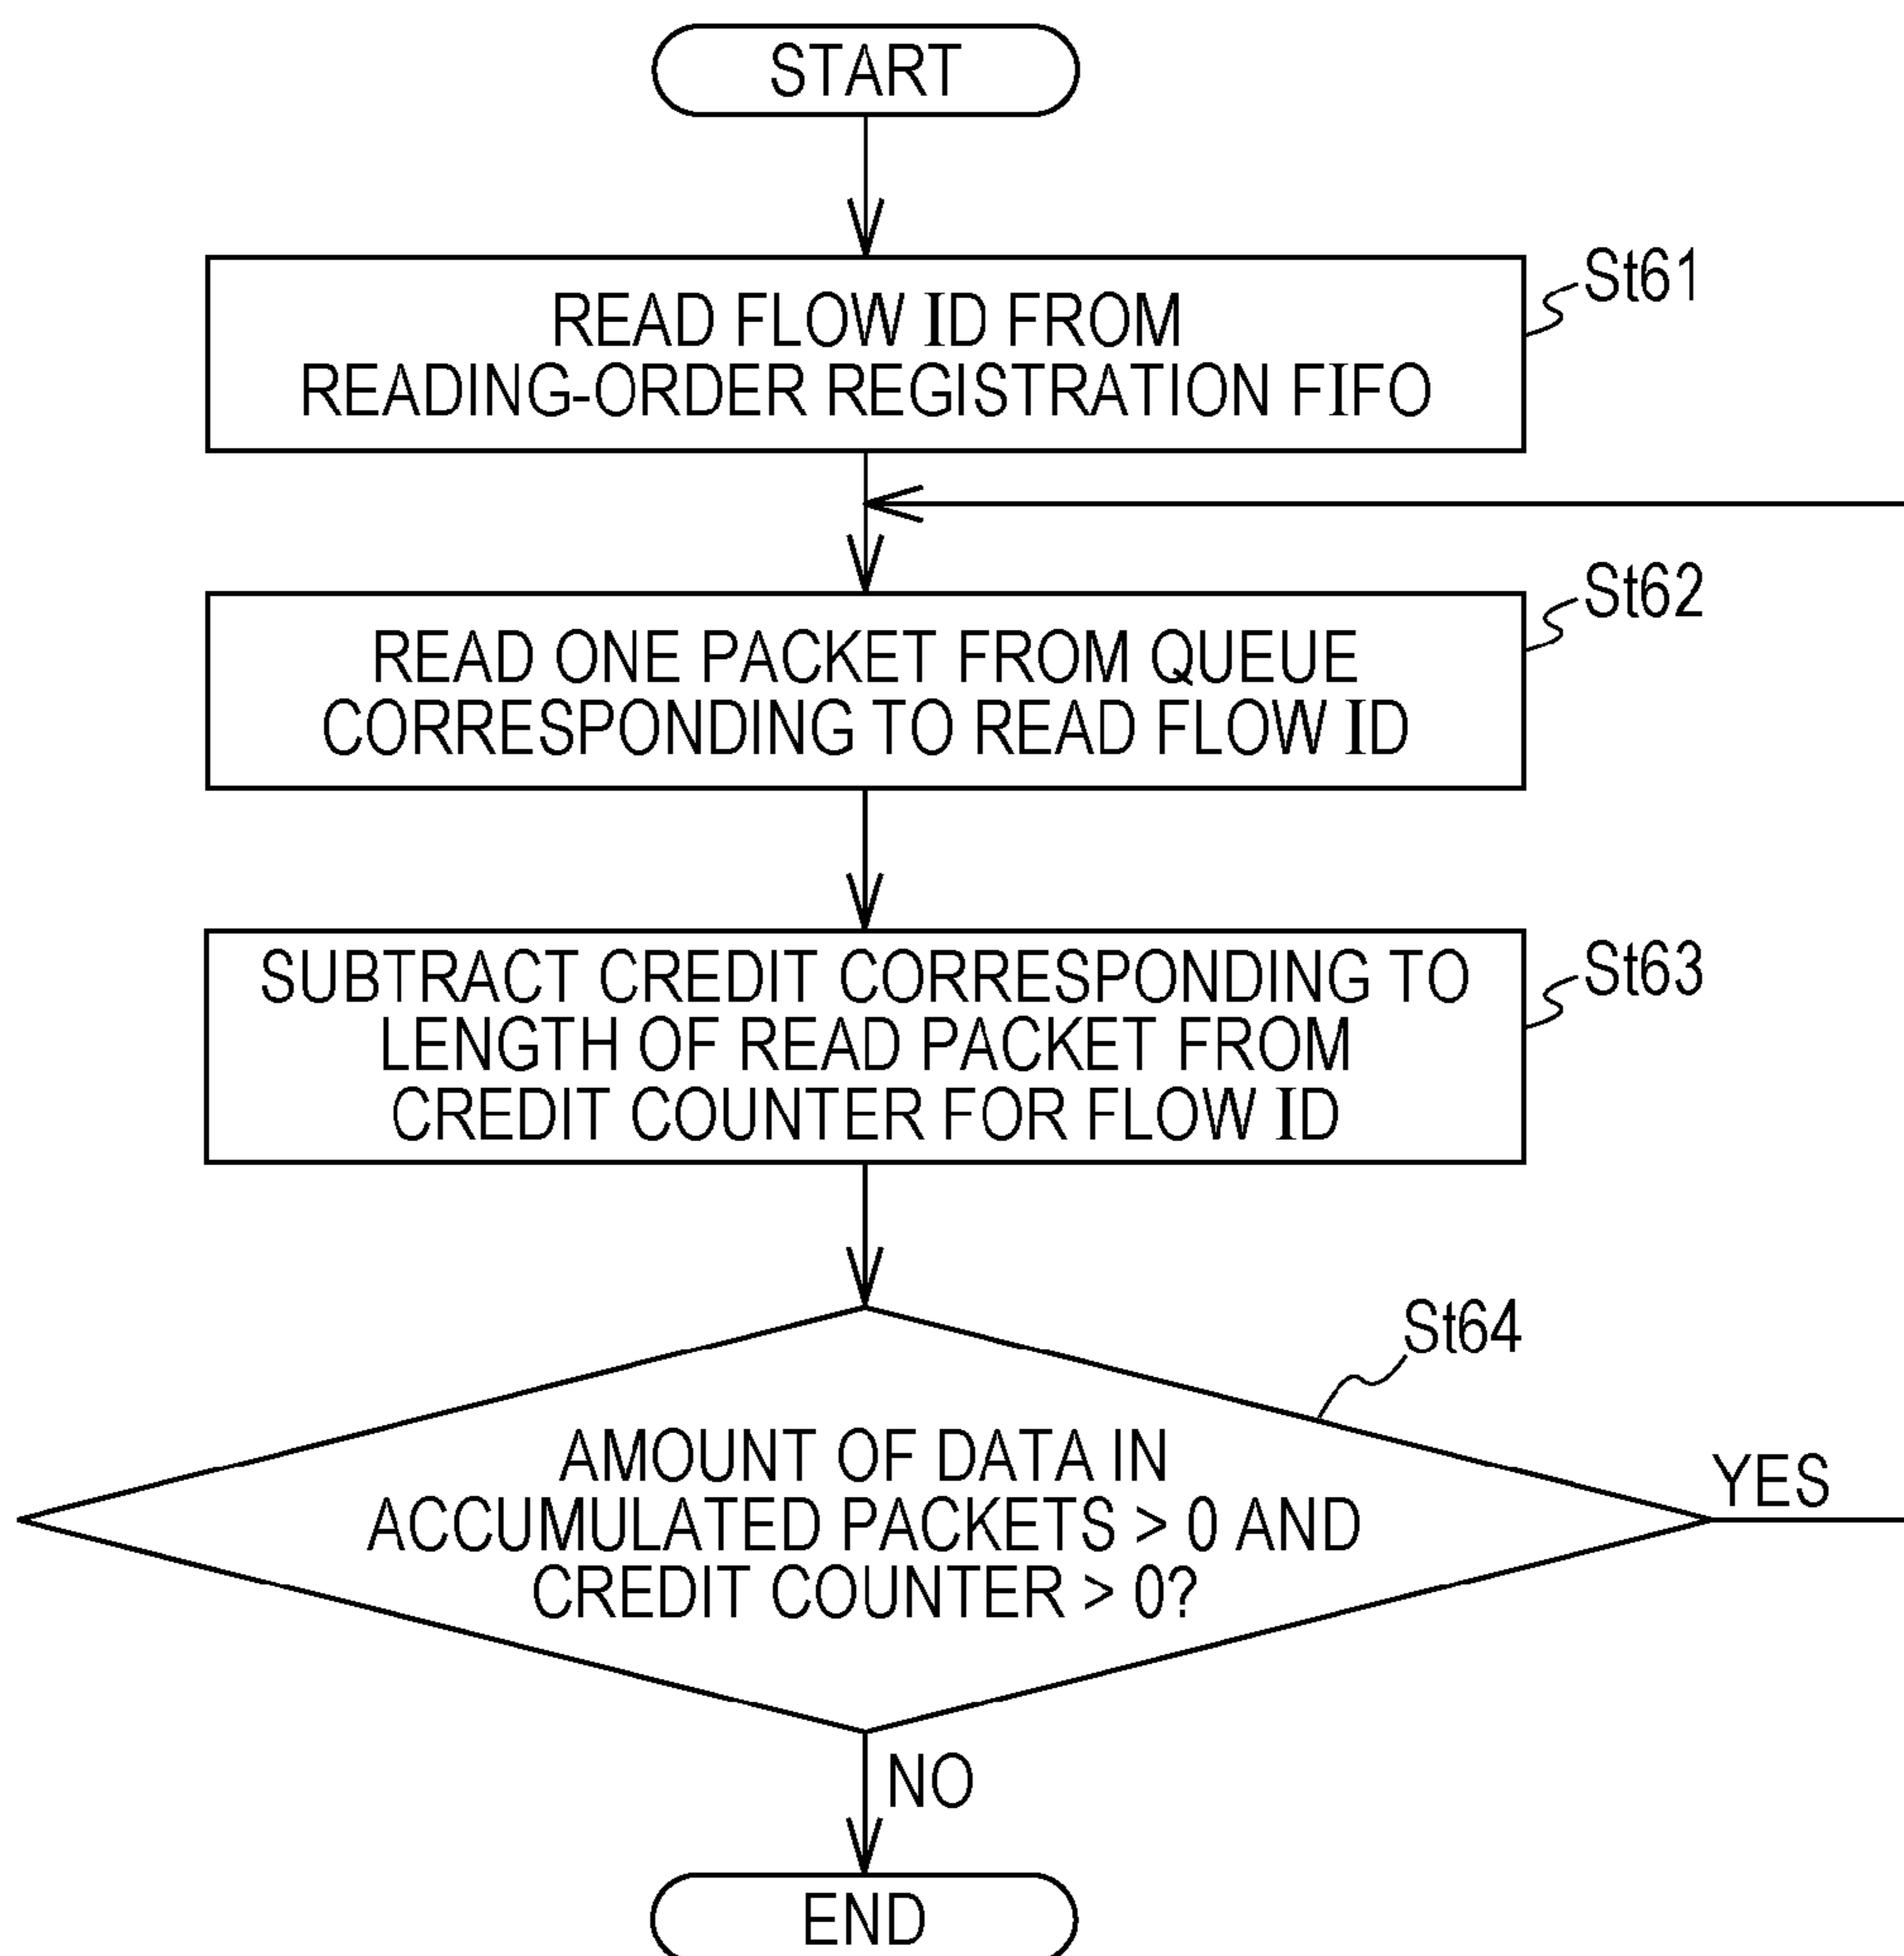 START
READ FLOW ID FROM
READING-ORDER REGISTRATION FIFO
St61
READ ONE PACKET FROM QUEUE
CORRESPONDING TO READ FLOW ID
St62
SUBTRACT CREDIT CORRESPONDING TO
LENGTH OF READ PACKET FROM
CREDIT COUNTER FOR FLOW ID
St63
St64
AMOUNT OF DATA IN
ACCUMULATED PACKETS > 0 AND
CREDIT COUNTER > 0?
YES
NO
END